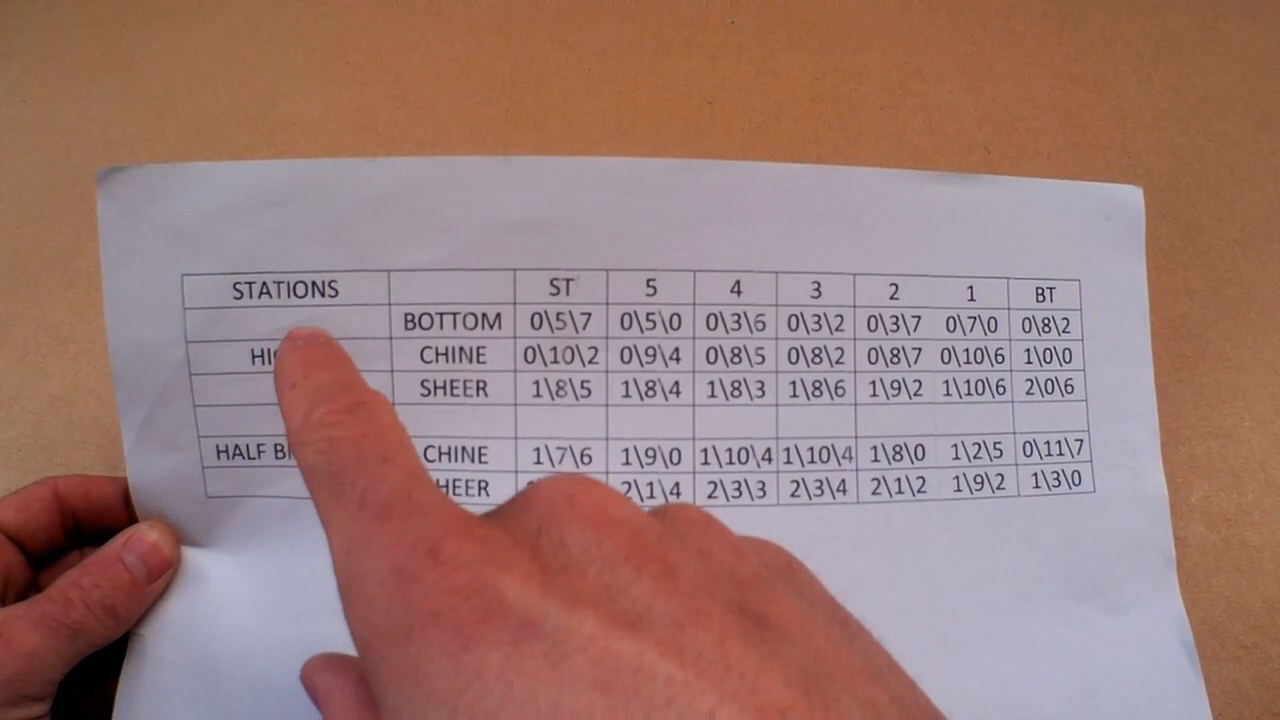 STATIONS ST 5 4 3 2 1 BT
BOTTOM 0\5\7 0\5\0 0\3\6 0\3\2 0\3\7 0\7\0 0\8\2
CHINE 0\10\2 0\9\4 0\8\5 0\8\2 0\8\7 0\10\6 1\0\0
SHEER 1\8\5 1\8\4 1\8\3 1\8\6 1\9\2 1\10\6 2\0\6
HALF CHINE 1\7\6 1\9\0 1\10\4 1\10\4 1\8\0 1\2\5 0\11\7
2\1\4 2\3\3 2\3\4 2\1\2 1\9\2 1\3\0